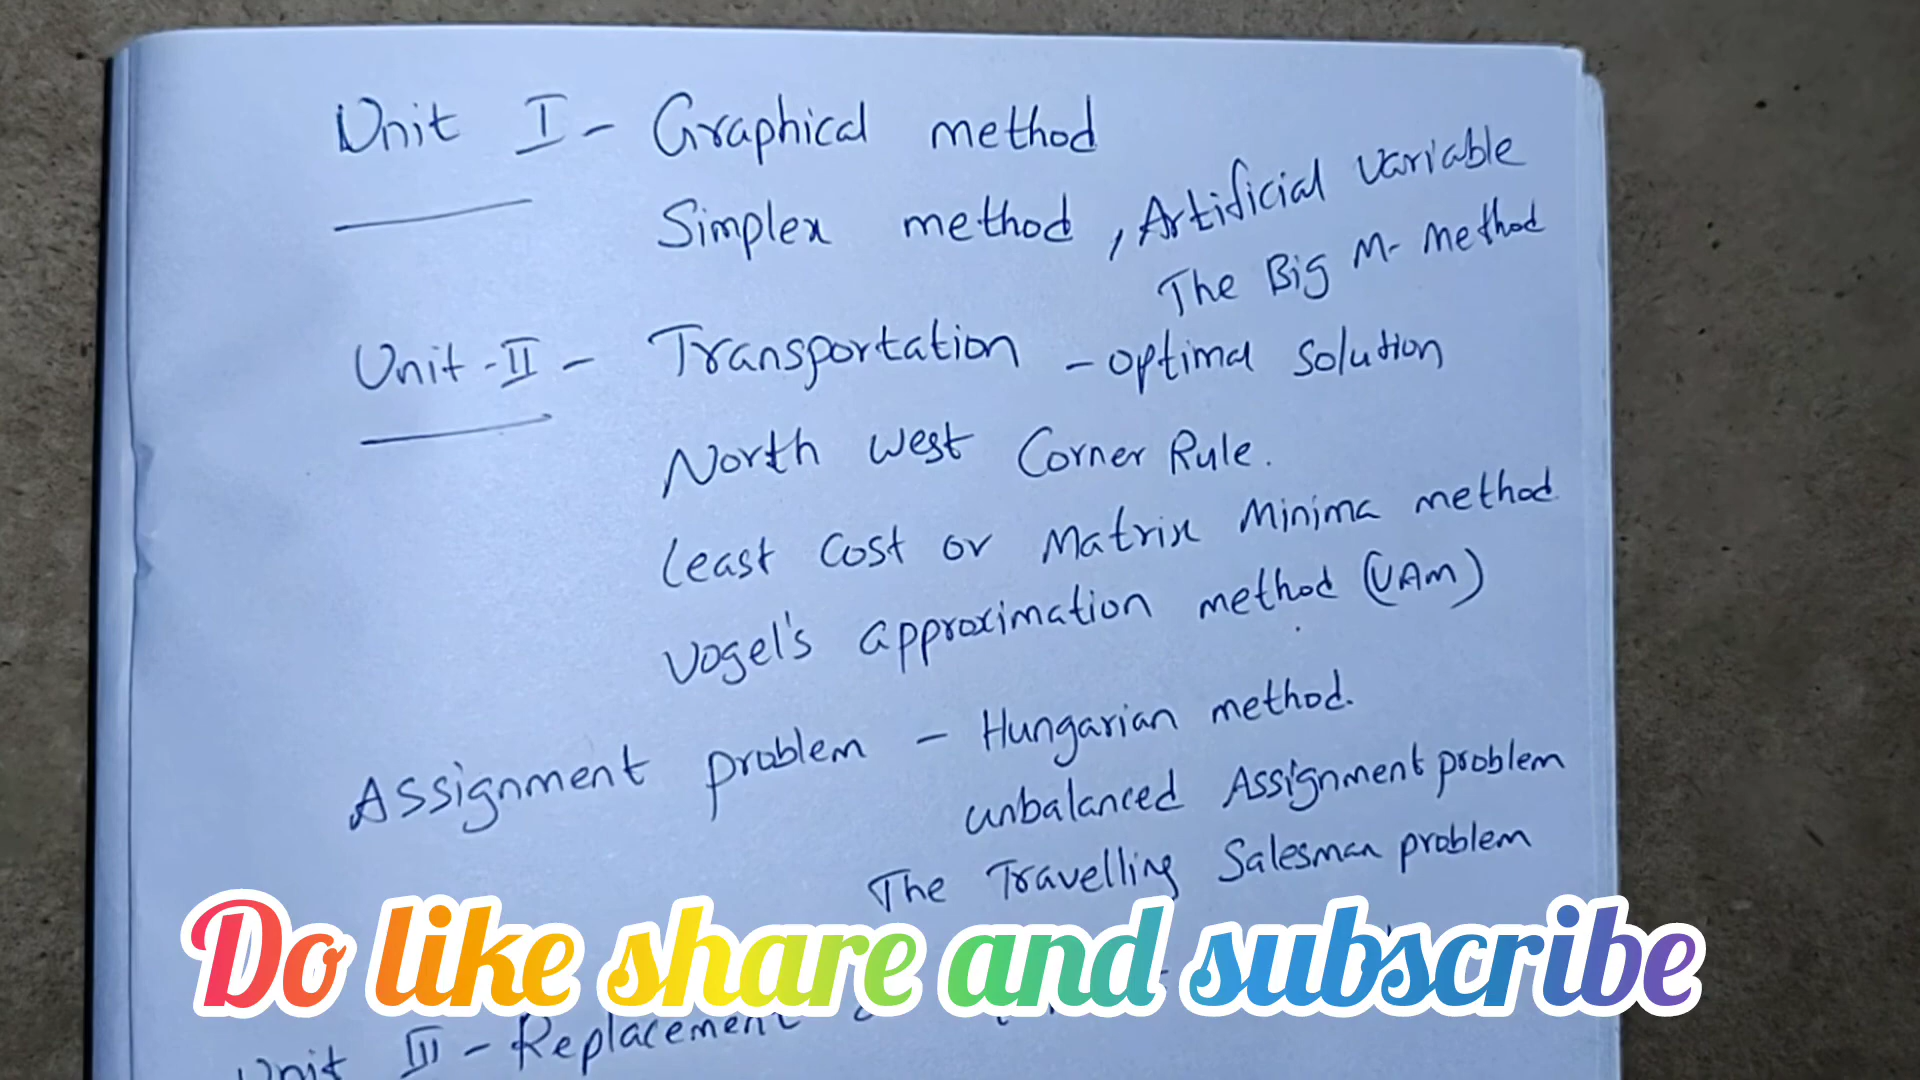 Unit I - Graphical method
Simplex method, Artificial variable
The Big M- Method
Unit-II - Transportation - optimal solution
North West Corner Rule.
Least Cost or Matrix Minima method
Vogel's approximation method (VAM)
Assignment problem - Hungarian method.
unbalanced Assignment problem
The Travelling Salesman problem
Do like share and subscribe
Unit III - Replacement